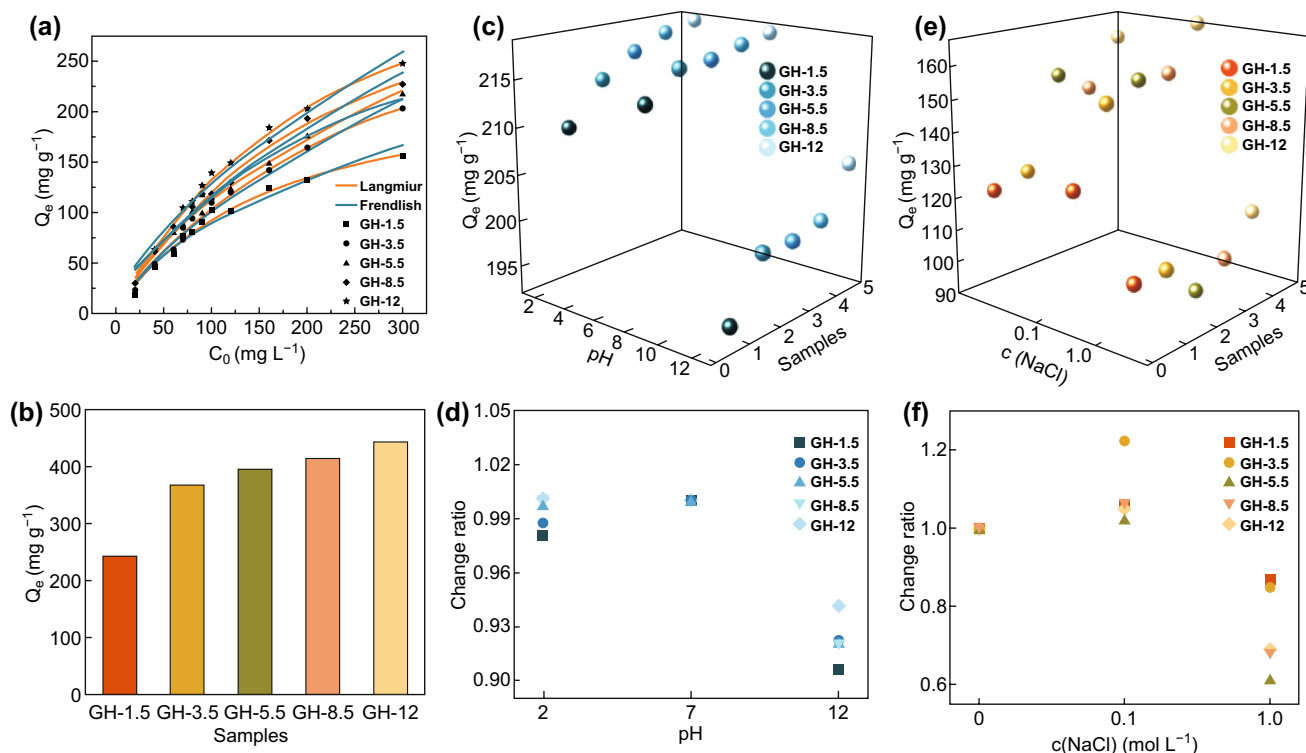 (a)
250
200
150
100
50
0
Qe (mg g−1)
0
25
50
75
100
125
150
175
200
225
250
275
300
C0 (mg L−1)
Langmiur
Frendlish
GH-1.5
GH-3.5
GH-5.5
GH-8.5
GH-12
(c)
215
210
205
200
195
Qe (mg g−1)
2
4
6
8
10
12
pH
0
1
2
3
4
5
Samples
GH-1.5
GH-3.5
GH-5.5
GH-8.5
GH-12
(e)
160
150
140
130
120
110
100
90
Qe (mg g−1)
0.1
1.0
c (NaCl)
0
1
2
3
4
5
Samples
GH-1.5
GH-3.5
GH-5.5
GH-8.5
GH-12
(b)
500
400
300
200
100
0
Qe (mg g−1)
GH-1.5
GH-3.5
GH-5.5
GH-8.5
GH-12
Samples
(d)
1.05
1.02
0.99
0.96
0.93
0.90
Change ratio
2
7
12
pH
GH-1.5
GH-3.5
GH-5.5
GH-8.5
GH-12
(f)
1.2
1.0
0.8
0.6
Change ratio
0
0.1
1.0
c(NaCl) (mol L−1)
GH-1.5
GH-3.5
GH-5.5
GH-8.5
GH-12